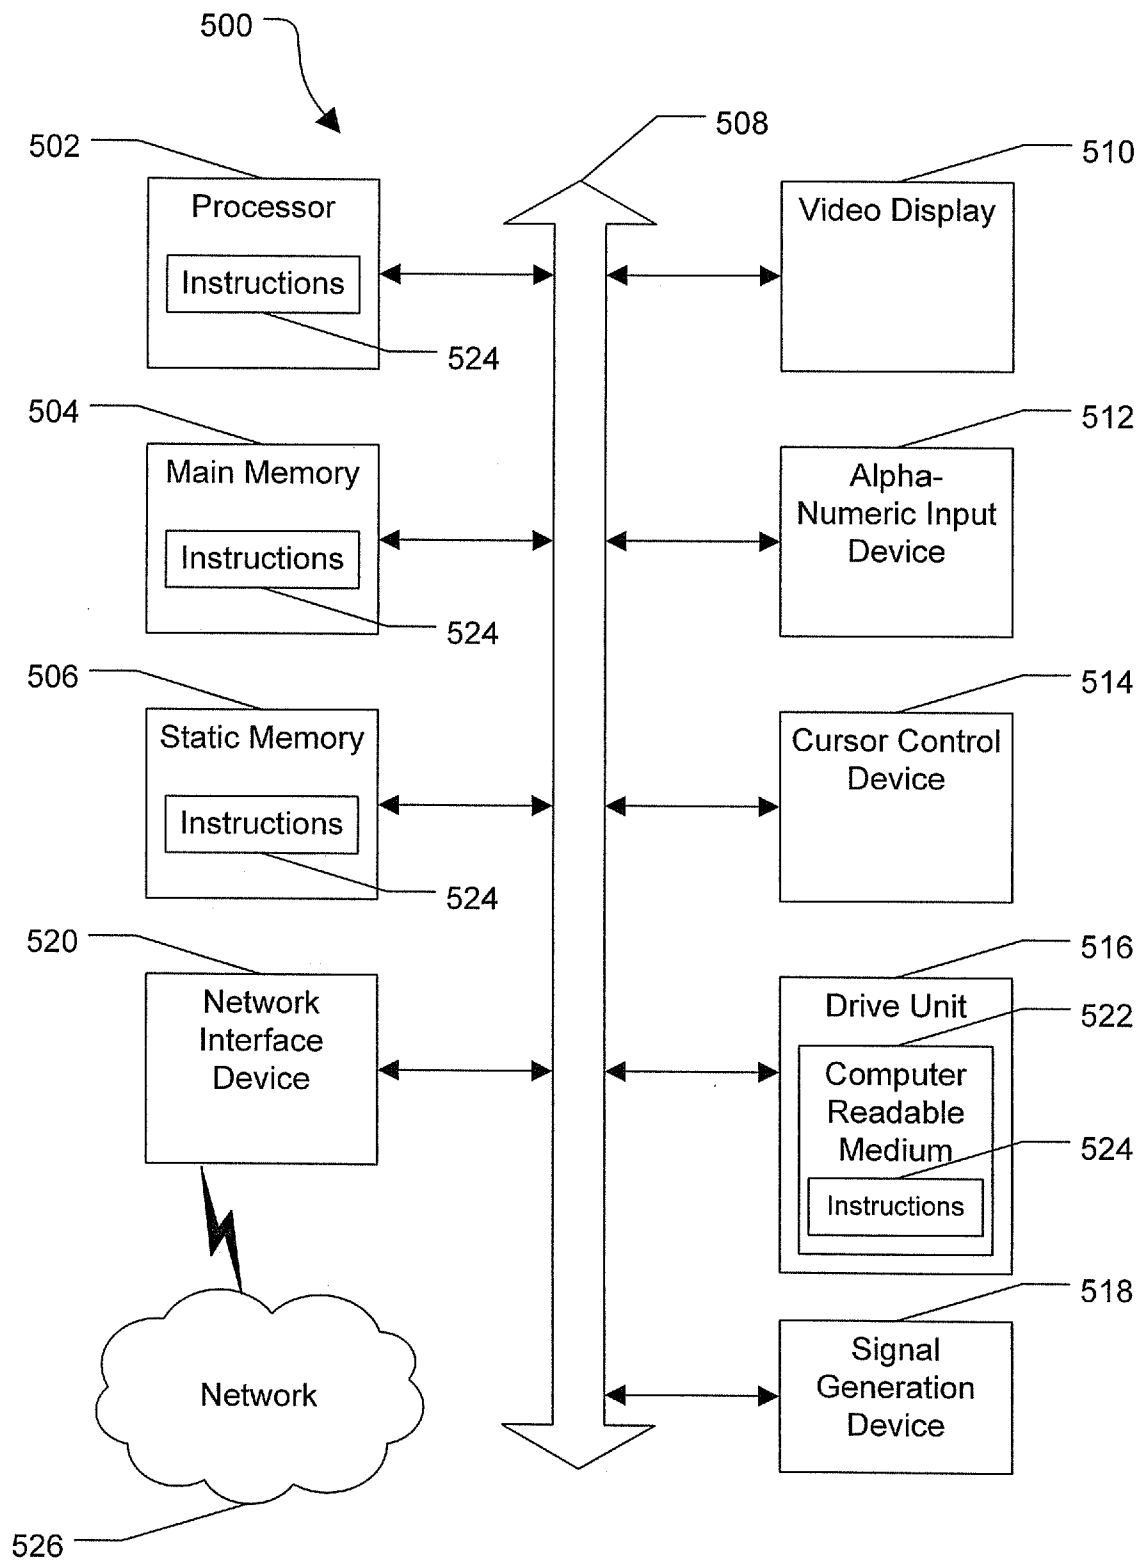 500
508
502
510
Processor
Video Display
Instructions
524
504
512
Main Memory
Alpha-
Numeric Input
Device
Instructions
524
506
514
Static Memory
Cursor Control
Device
Instructions
524
520
516
Network
Interface
Device
Drive Unit
522
Computer
Readable
Medium
524
Instructions
518
Signal
Generation
Device
Network
526